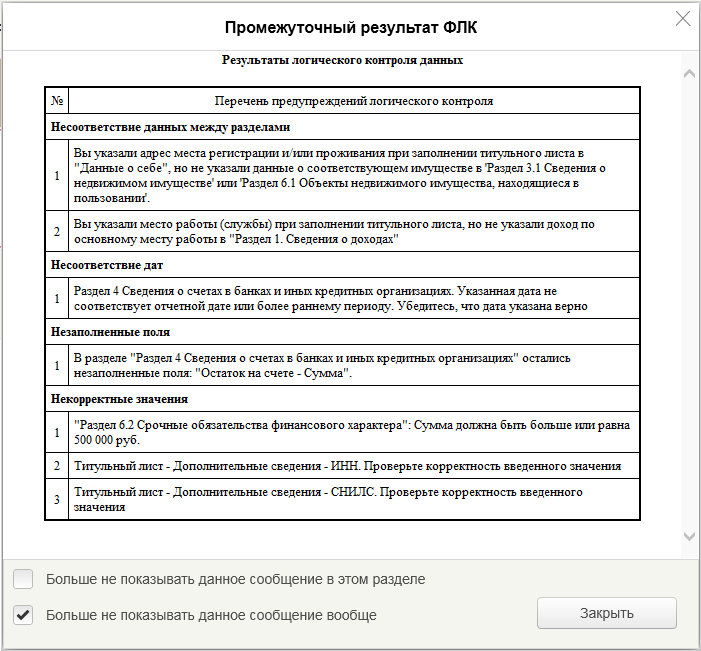 Промежуточный результат ФЛК
Результаты логического контроля данных
№ Перечень предупреждений логического контроля
Несоответствие данных между разделами
1 Вы указали адрес места регистрации и/или проживания при заполнении титульного листа в
"Данные о себе", но не указали данные о соответствующем имуществе в 'Раздел 3.1 Сведения о
недвижимом имуществе' или 'Раздел 6.1 Объекты недвижимого имущества, находящиеся в
пользовании'.
2 Вы указали место работы (службы) при заполнении титульного листа, но не указали доход по
основному месту работы в "Раздел 1. Сведения о доходах"
Несоответствие дат
1 Раздел 4 Сведения о счетах в банках и иных кредитных организациях. Указанная дата не
соответствует отчетной дате или более раннему периоду. Убедитесь, что дата указана верно
Незаполненные поля
1 В разделе "Раздел 4 Сведения о счетах в банках и иных кредитных организациях" остались
незаполненные поля: "Остаток на счете - Сумма".
Некорректные значения
1 "Раздел 6.2 Срочные обязательства финансового характера": Сумма должна быть больше или равна
500 000 руб.
2 Титульный лист - Дополнительные сведения - ИНН. Проверьте корректность введенного значения
3 Титульный лист - Дополнительные сведения - СНИЛС. Проверьте корректность введенного
значения
Больше не показывать данное сообщение в этом разделе
Больше не показывать данное сообщение вообще
Закрыть